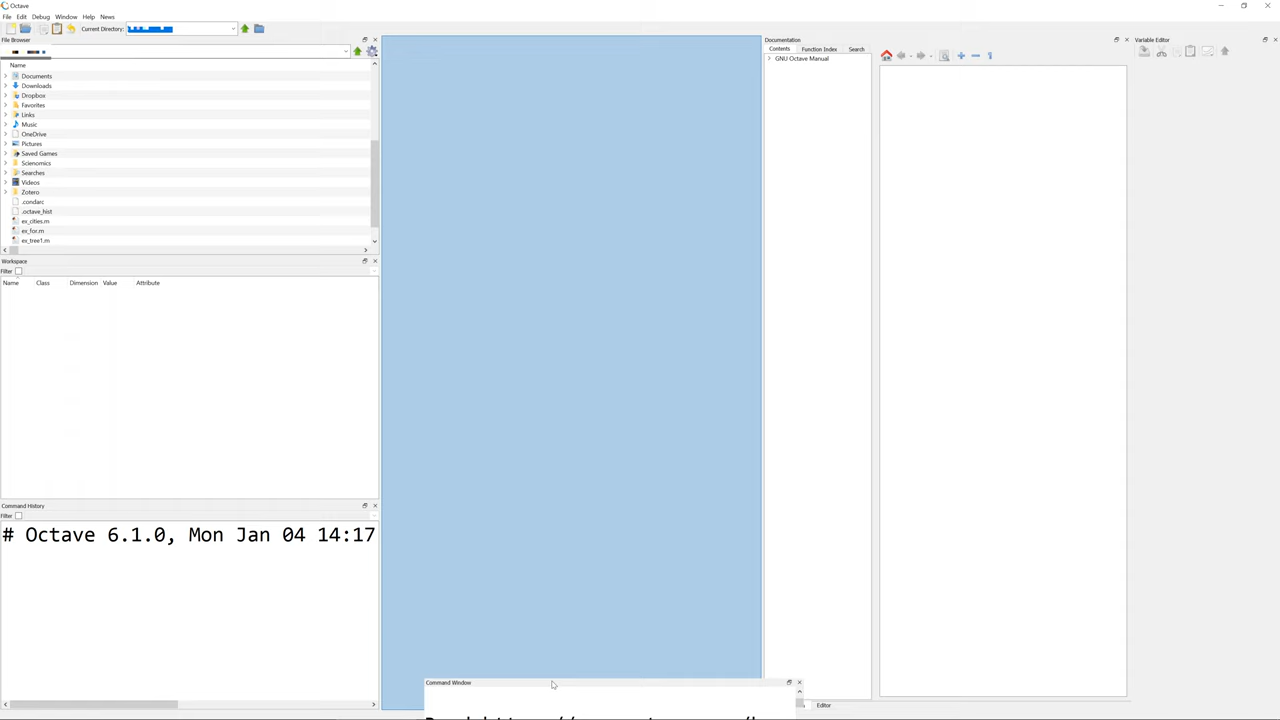 Octave
File Edit Debug Window Help News
Current Directory:
File Browser
Name
Documents
Downloads
Dropbox
Favorites
Links
Music
OneDrive
Pictures
Saved Games
Scienomics
Searches
Videos
Zotero
.condarc
.octave_hist
ex_cities.m
ex_for.m
ex_tree1.m
Workspace
Filter
Name Class Dimension Value Attribute
Command History
Filter
# Octave 6.1.0, Mon Jan 04 14:17
Command Window
Documentation
Contents Function Index Search
GNU Octave Manual
Editor
Variable Editor